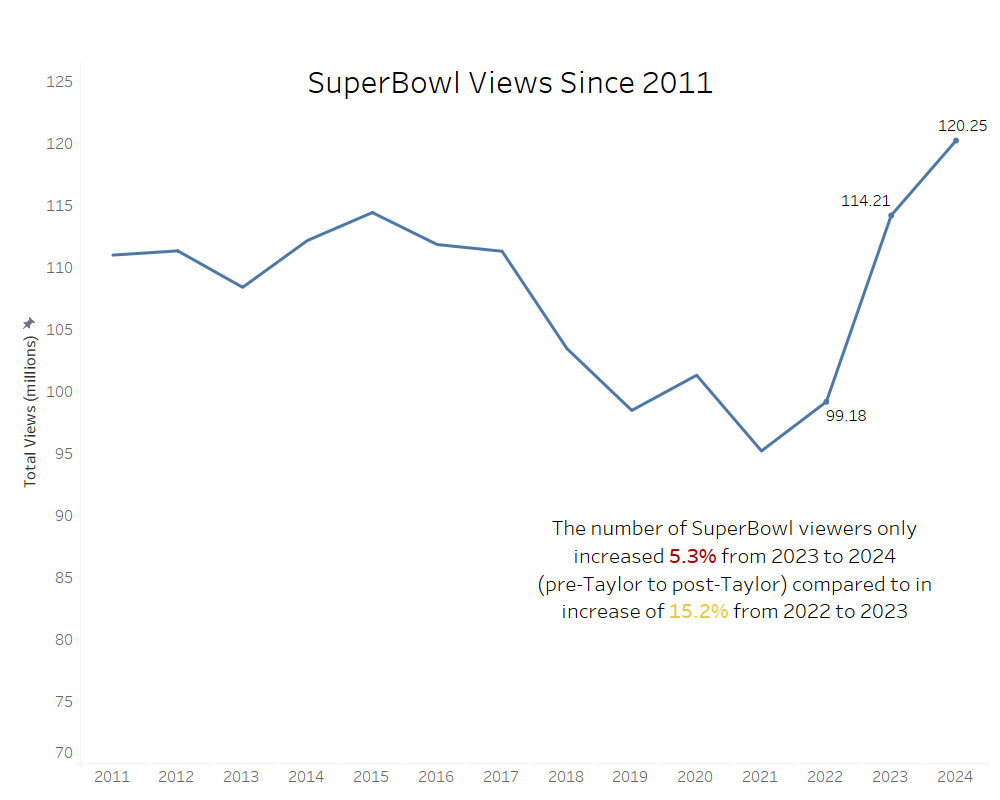 SuperBowl Views Since 2011
125
120
115
110
105
100
95
90
85
80
75
70
Total Views (millions)
120.25
114.21
99.18
The number of SuperBowl viewers only
increased 5.3% from 2023 to 2024
(pre-Taylor to post-Taylor) compared to in
increase of 15.2% from 2022 to 2023
2011 2012 2013 2014 2015 2016 2017 2018 2019 2020 2021 2022 2023 2024